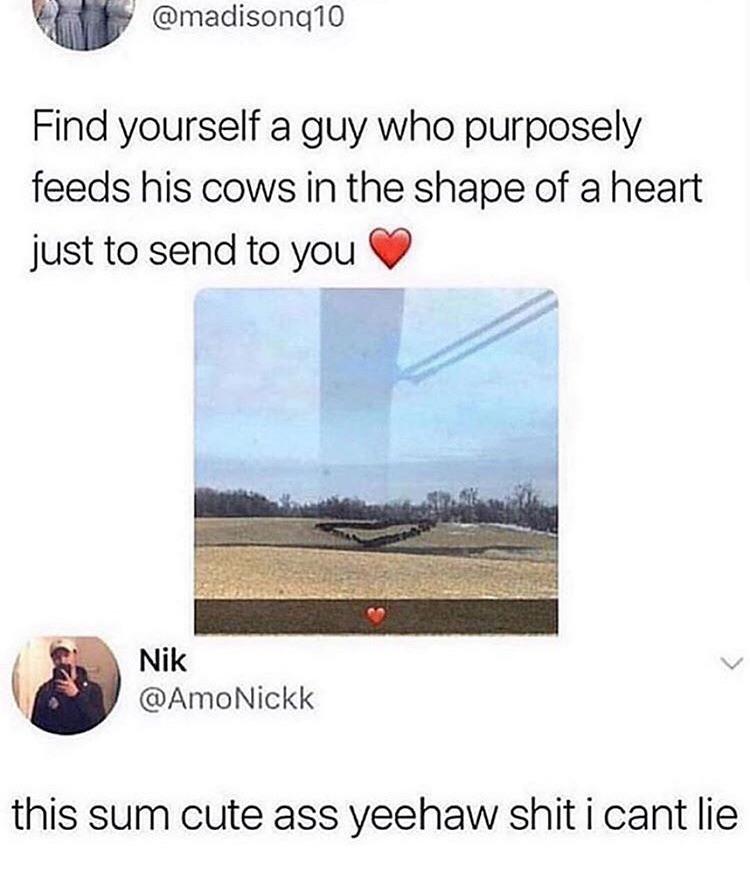 @madisonq10
Find yourself a guy who purposely
feeds his cows in the shape of a heart
just to send to you ❤️
❤️
Nik
@AmoNickk
this sum cute ass yeehaw shit i cant lie